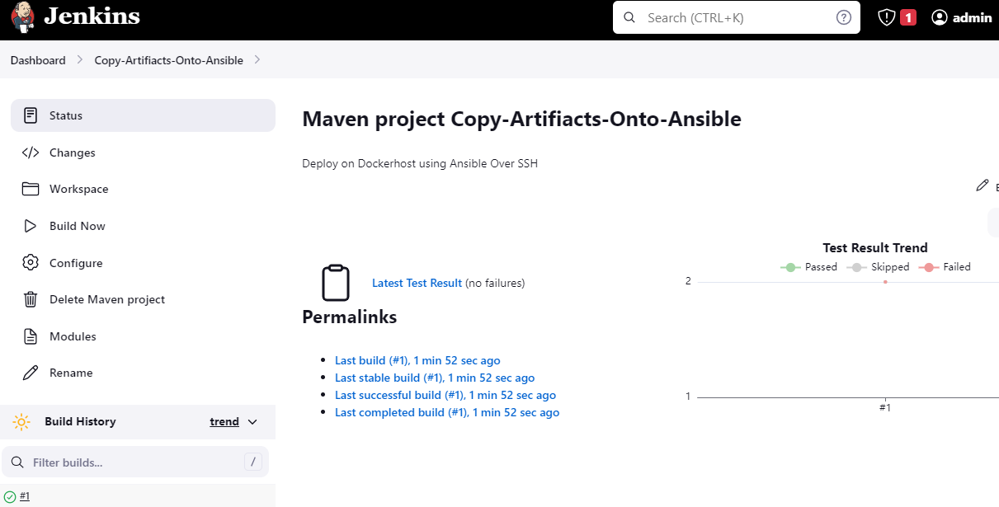 Jenkins
Search (CTRL+K)
?
1
admin
Dashboard
Copy-Artifiacts-Onto-Ansible
Status
Changes
Workspace
Build Now
Configure
Delete Maven project
Modules
Rename
Build History
trend
Filter builds...
/
#1
Maven project Copy-Artifiacts-Onto-Ansible
Deploy on Dockerhost using Ansible Over SSH
Latest Test Result (no failures)
Permalinks
Last build (#1), 1 min 52 sec ago
Last stable build (#1), 1 min 52 sec ago
Last successful build (#1), 1 min 52 sec ago
Last completed build (#1), 1 min 52 sec ago
Test Result Trend
Passed Skipped Failed
2
1
#1